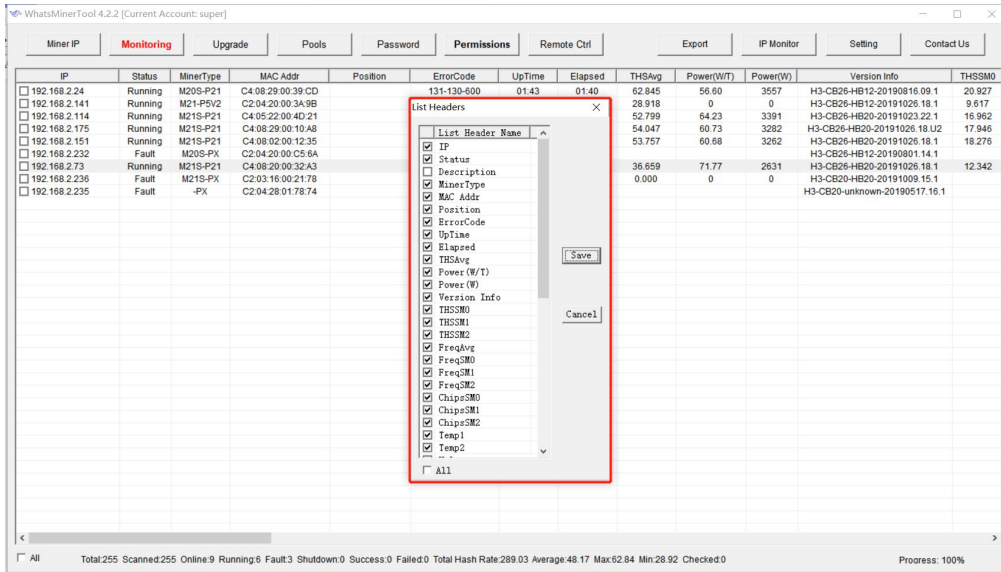 WhatsMinerTool 4.2.2 [Current Account: super]
Miner IP Monitoring Upgrade Pools Password Permissions Remote Ctrl Export IP Monitor Setting Contact Us
IP Status MinerType MAC Addr Position ErrorCode UpTime Elapsed THSAvg Power(W/T) Power(W) Version Info THSSM0
192.168.2.24 Running M20S-P21 C4:08:29:00:39:CD 131-130-600 01:43 01:40 62.845 56.60 3557 H3-CB26-HB12-20190816.09.1 20.927
192.168.2.141 Running M21-P5V2 C2:04:20:00:3A:9B 28.918 0 0 H3-CB26-HB12-20191026.18.1 9.617
192.168.2.114 Running M21S-P21 C4:05:22:00:4D:21 52.799 64.23 3391 H3-CB26-HB20-20191023.22.1 16.962
192.168.2.175 Running M21S-P21 C4:08:29:00:10:A8 54.047 60.73 3282 H3-CB26-HB20-20191026.18.U2 17.946
192.168.2.151 Running M21S-P21 C4:08:02:00:12:35 53.757 60.68 3262 H3-CB26-HB20-20191026.18.1 18.276
192.168.2.232 Fault M20S-PX C2:04:20:00:C5:6A H3-CB26-HB12-20190801.14.1
192.168.2.73 Running M21S-P21 C4:08:20:00:32:A3 36.659 71.77 2631 H3-CB26-HB20-20191026.18.1 12.342
192.168.2.236 Fault M21S-PX C2:03:16:00:21:78 0.000 0 0 H3-CB20-HB20-20191009.15.1
192.168.2.235 Fault -PX C2:04:28:01:78:74 H3-CB20-unknown-20190517.16.1
List Headers
List Header Name
IP
Status
Description
MinerType
MAC Addr
Position
ErrorCode
UpTime
Elapsed
THSAvg
Power(W/T)
Power(W)
Version Info
THSSM0
THSSM1
THSSM2
FreqAvg
FreqSM0
FreqSM1
FreqSM2
ChipsSM0
ChipsSM1
ChipsSM2
Temp1
Temp2
All
Save
Cancel
All Total:255 Scanned:255 Online:9 Running:6 Fault:3 Shutdown:0 Success:0 Failed:0 Total Hash Rate:289.03 Average:48.17 Max:62.84 Min:28.92 Checked:0 Progress: 100%